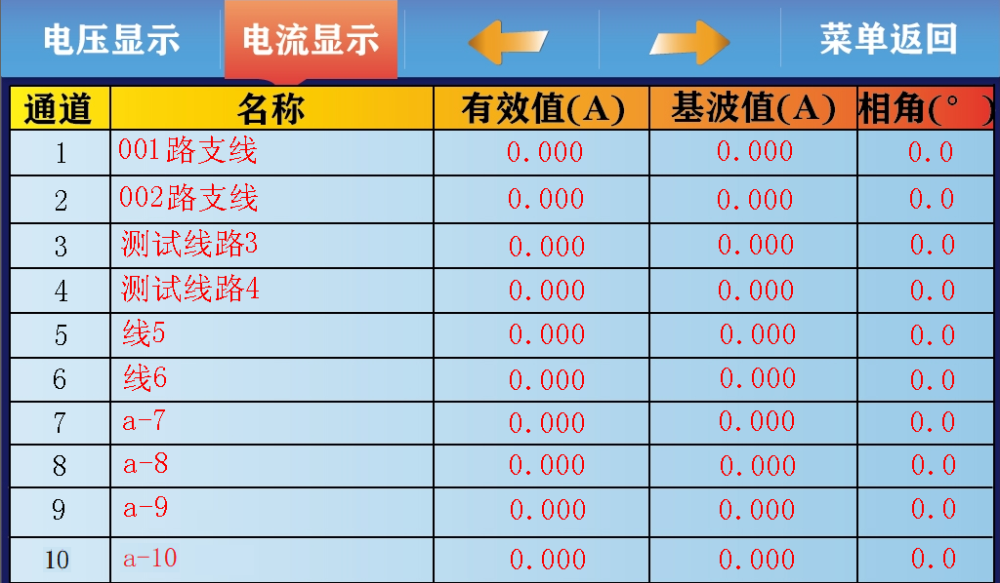 电压显示 电流显示 菜单返回
通道 名称 有效值(A) 基波值(A) 相角(°)
1 001路支线 0.000 0.000 0.0
2 002路支线 0.000 0.000 0.0
3 测试线路3 0.000 0.000 0.0
4 测试线路4 0.000 0.000 0.0
5 线5 0.000 0.000 0.0
6 线6 0.000 0.000 0.0
7 a-7 0.000 0.000 0.0
8 a-8 0.000 0.000 0.0
9 a-9 0.000 0.000 0.0
10 a-10 0.000 0.000 0.0